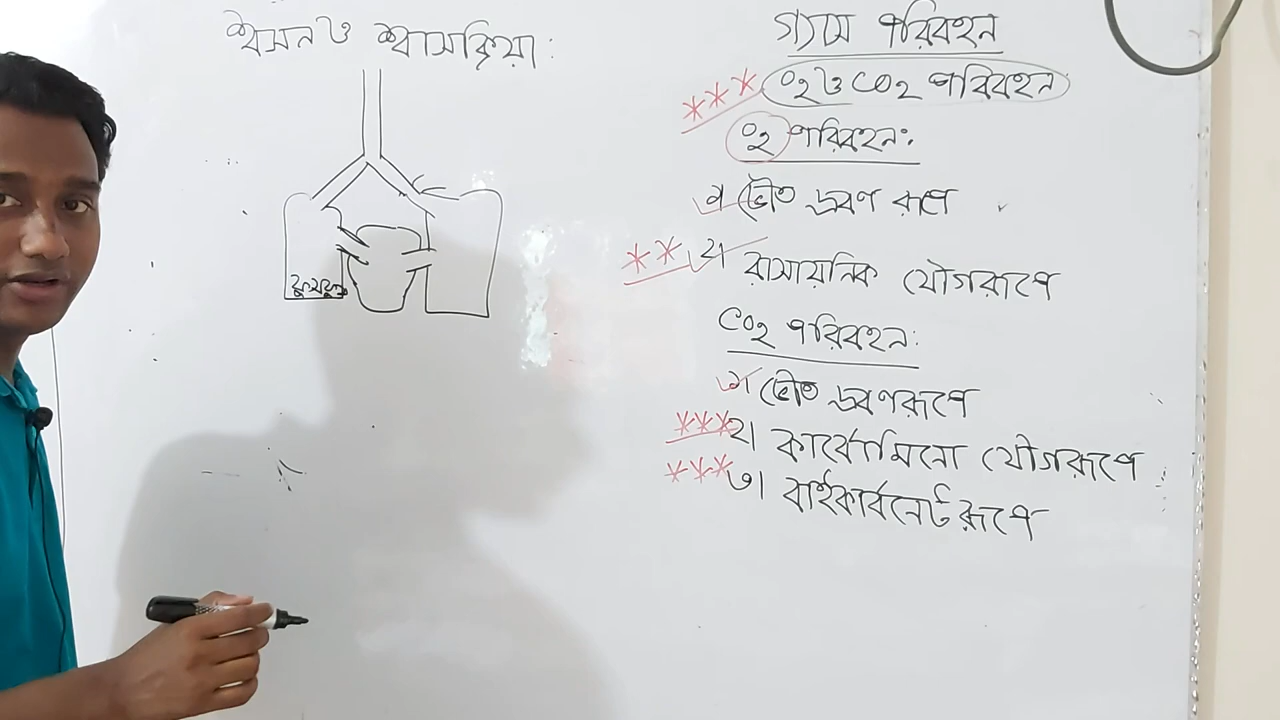 শ্বসন ও শ্বাসক্রিয়া:
ফুসফুস
গ্যাস পরিবহন
*** O₂ ও CO₂ পরিবহন
O₂ পরিবহন:
১। ভৌত দ্রবণ রূপে
** ২। রাসায়নিক যৌগরূপে
CO₂ পরিবহন:
১। ভৌত দ্রবণরূপে
*** ২। কার্বোমিনো যৌগরূপে
*** ৩। বাইকার্বনেট রূপে